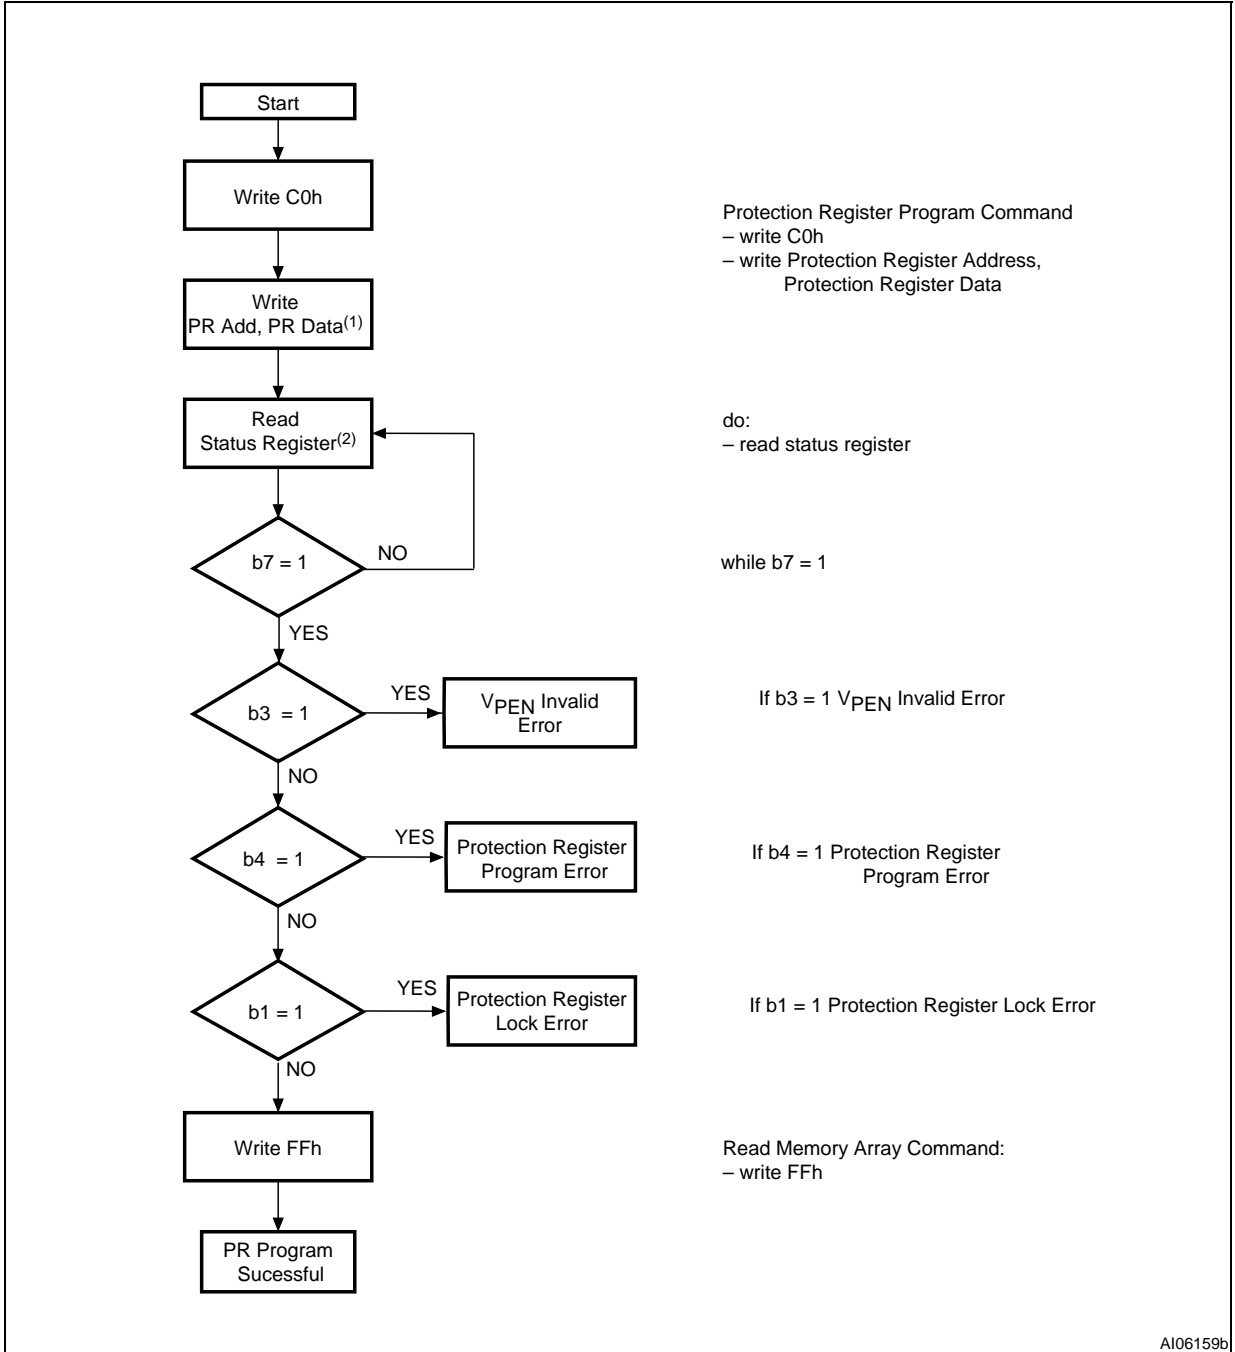 Start
Write C0h
Protection Register Program Command
– write C0h
– write Protection Register Address,
Protection Register Data
Write
PR Add, PR Data(1)
Read
Status Register(2)
do:
– read status register
b7 = 1
NO
while b7 = 1
YES
b3 = 1
YES
VPEN Invalid
Error
If b3 = 1 VPEN Invalid Error
NO
b4 = 1
YES
Protection Register
Program Error
If b4 = 1 Protection Register
Program Error
NO
b1 = 1
YES
Protection Register
Lock Error
If b1 = 1 Protection Register Lock Error
NO
Write FFh
Read Memory Array Command:
– write FFh
PR Program
Sucessful
AI06159b